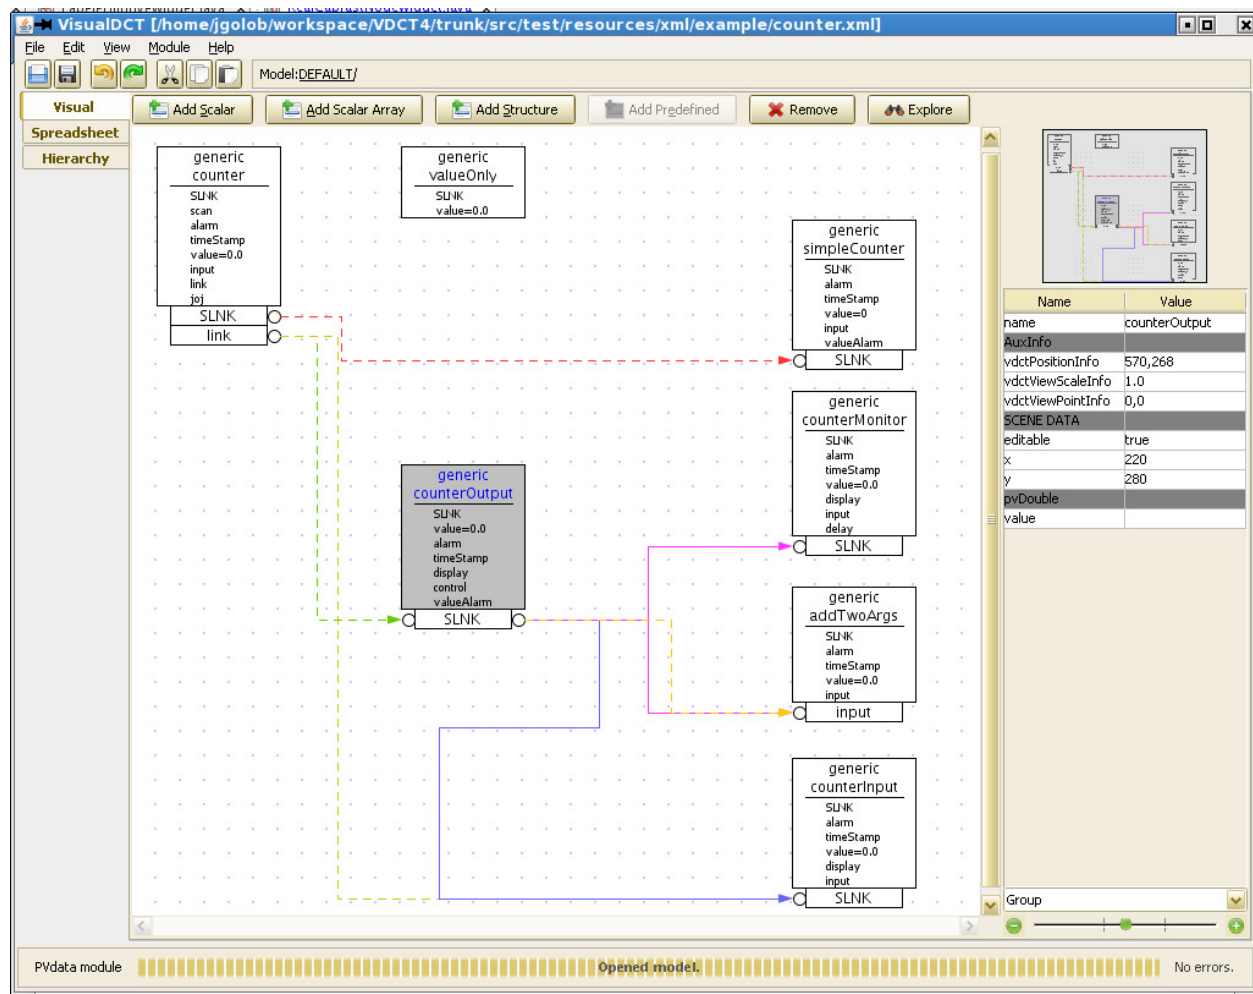 VisualDCT [/home/jgolob/workspace/VDCT4/trunk/src/test/resources/xml/example/counter.xml]
File Edit View Module Help
Model:DEFAULT/
Visual
Spreadsheet
Hierarchy
Add Scalar
Add Scalar Array
Add Structure
Add Predefined
Remove
Explore
generic
counter
SLNK
scan
alarm
timeStamp
value=0.0
input
link
joj
SLNK
link
generic
valueOnly
SLNK
value=0.0
generic
simpleCounter
SLNK
alarm
timeStamp
value=0
input
valueAlarm
SLNK
generic
counterMonitor
SLNK
alarm
timeStamp
value=0.0
display
input
delay
SLNK
generic
counterOutput
SLNK
value=0.0
alarm
timeStamp
display
control
valueAlarm
SLNK
generic
addTwoArgs
SLNK
alarm
timeStamp
value=0.0
input
input
generic
counterInput
SLNK
alarm
timeStamp
value=0.0
display
input
SLNK
Name Value
name counterOutput
AuxInfo
vdctPositionInfo 570,268
vdctViewScaleInfo 1.0
vdctViewPointInfo 0,0
SCENE DATA
editable true
x 220
y 280
pvDouble
value
Group
PVdata module
Opened model.
No errors.